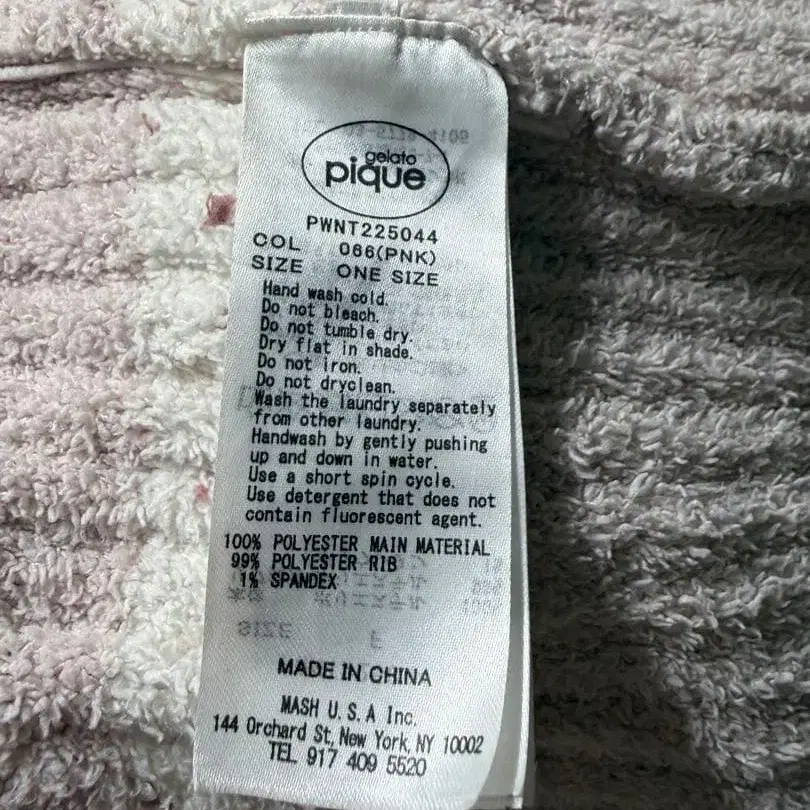 gelato
pique
PWNT225044
COL 066(PNK)
SIZE ONE SIZE
Hand wash cold.
Do not bleach.
Do not tumble dry.
Dry flat in shade.
Do not iron.
Do not dryclean.
Wash the laundry separately
from other laundry.
Handwash by gently pushing
up and down in water.
Use a short spin cycle.
Use detergent that does not
contain fluorescent agent.
100% POLYESTER MAIN MATERIAL
99% POLYESTER RIB
1% SPANDEX
SIZE F
MADE IN CHINA
MASH U.S.A Inc.
144 Orchard St, New York, NY 10002
TEL 917 409 5520